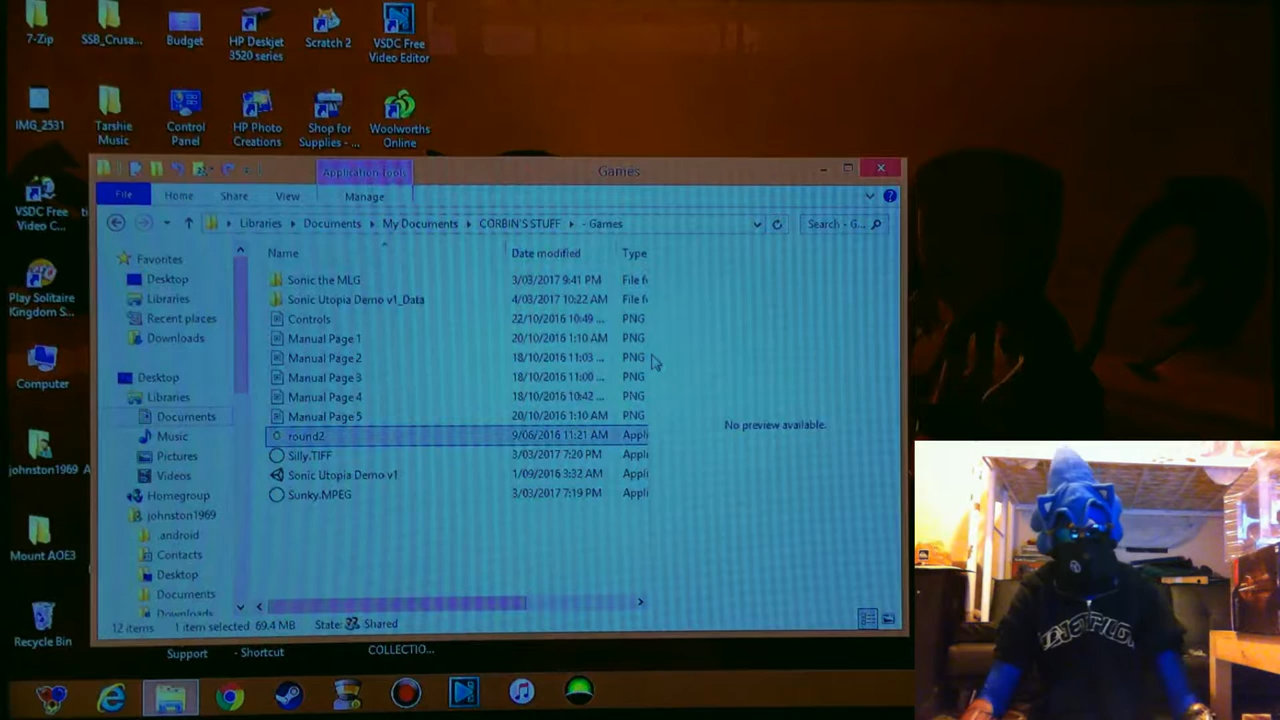 7-Zip
SSB_Crusa...
Budget
HP Deskjet
3520 series
Scratch 2
VSDC Free
Video Editor
IMG_2531
Tarshie
Music
Control
Panel
HP Photo
Creations
Shop for
Supplies - ...
Woolworths
Online
Application Tools
Games
File
Home
Share
View
Manage
VSDC Free
Video C...
Libraries
Documents
My Documents
CORBIN'S STUFF
- Games
Search - G...
Name
Date modified
Type
Favorites
Desktop
Libraries
Recent places
Downloads
Sonic the MLG 3/03/2017 9:41 PM File f
Sonic Utopia Demo v1_Data 4/03/2017 10:22 AM File f
Controls 22/10/2016 10:49 ... PNG
Manual Page 1 20/10/2016 1:10 AM PNG
Manual Page 2 18/10/2016 11:03 ... PNG
Manual Page 3 18/10/2016 11:00 ... PNG
Manual Page 4 18/10/2016 10:42 ... PNG
Manual Page 5 20/10/2016 1:10 AM PNG
round2 9/06/2016 11:21 AM Appli
Silly.TIFF 3/03/2017 7:20 PM Appli
Sonic Utopia Demo v1 1/09/2016 3:32 AM Appli
Sunky.MPEG 3/03/2017 7:19 PM Appli
No preview available.
Play Solitaire
Kingdom S...
Computer
johnston1969
Mount AOE3
Recycle Bin
Desktop
Libraries
Documents
Music
Pictures
Videos
Homegroup
johnston1969
.android
Contacts
Desktop
Documents
Downloads
12 items
1 item selected 69.4 MB
State:
Shared
Support
- Shortcut
COLLECTIO...